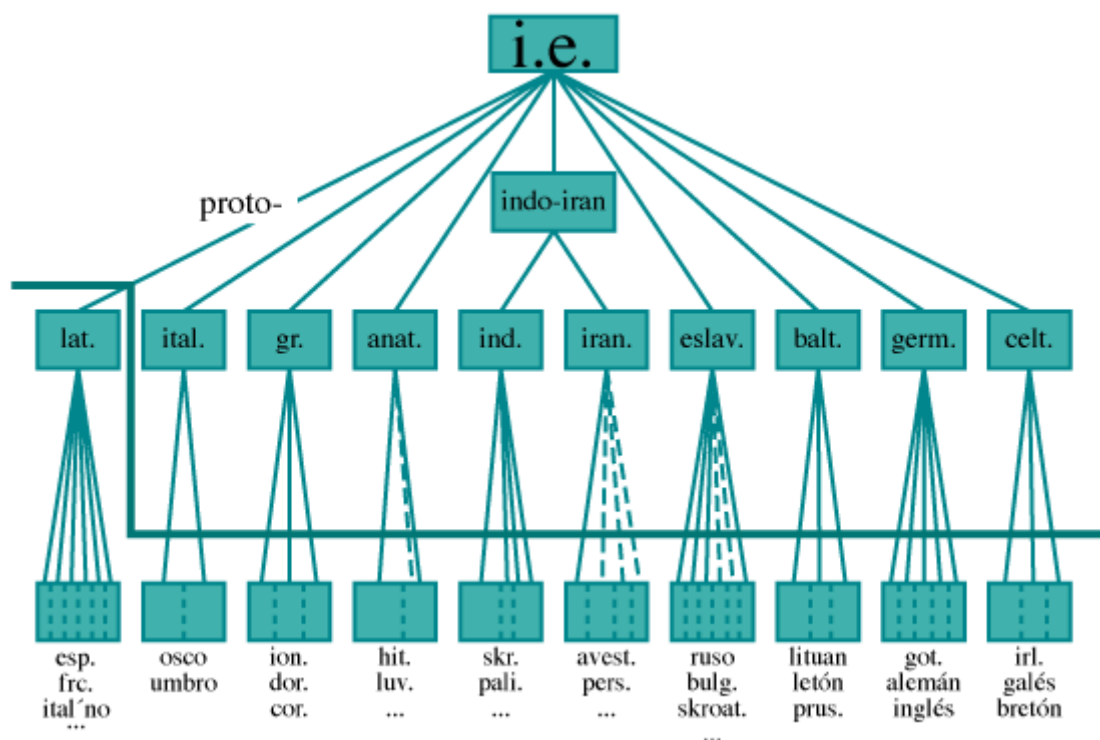 i.e.
proto-
indo-iran
lat. ital. gr. anat. ind. iran. eslav. balt. germ. celt.
esp. osco ion. hit. skr. avest. ruso lituan got. irl.
frc. umbro dor. luv. pali. pers. bulg. letón alemán galés
ital´no cor. ... ... ... skroat. prus. inglés bretón
... ...